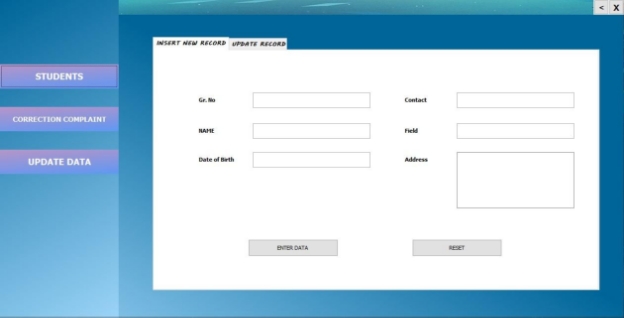 < X
INSERT NEW RECORD UPDATE RECORD
STUDENTS
CORRECTION COMPLAINT
UPDATE DATA
Gr. No
Contact
NAME
Field
Date of Birth
Address
ENTER DATA
RESET